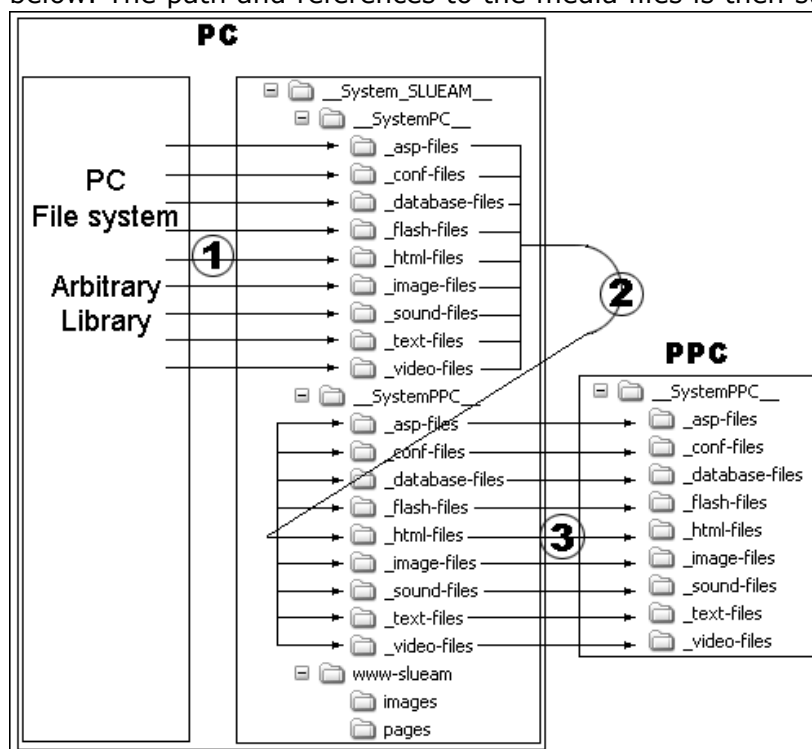 below. The path and references to the media files is then s
PC
PC
File system
Arbitrary
Library
1
__System_SLUEAM__
__SystemPC__
_asp-files
_conf-files
_database-files
_flash-files
_html-files
_image-files
_sound-files
_text-files
_video-files
__SystemPPC__
_asp-files
_conf-files
_database-files
_flash-files
_html-files
_image-files
_sound-files
_text-files
_video-files
www-slueam
images
pages
2
3
PPC
__SystemPPC__
_asp-files
_conf-files
_database-files
_flash-files
_html-files
_image-files
_sound-files
_text-files
_video-files